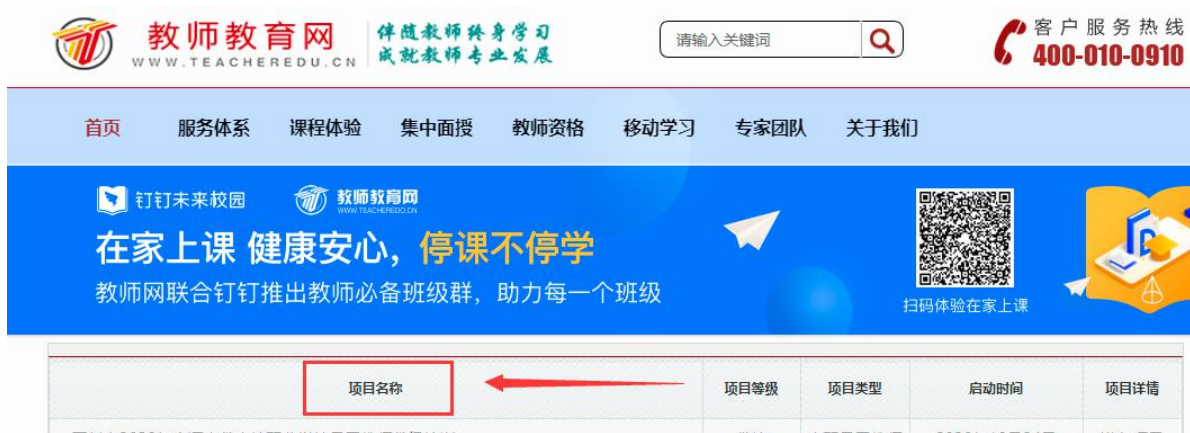 教师教育网
WWW.TEACHEREDU.CN
伴随教师终身学习
成就教师专业发展
请输入关键词
客户服务热线
400-010-0910
首页 服务体系 课程体验 集中面授 教师资格 移动学习 专家团队 关于我们
钉钉未来校园 教师教育网
WWW.TEACHEREDU.CN
在家上课 健康安心，停课不停学
教师网联合钉钉推出教师必备班级群，助力每一个班级
扫码体验在家上课
项目名称 项目等级 项目类型 启动时间 项目详情